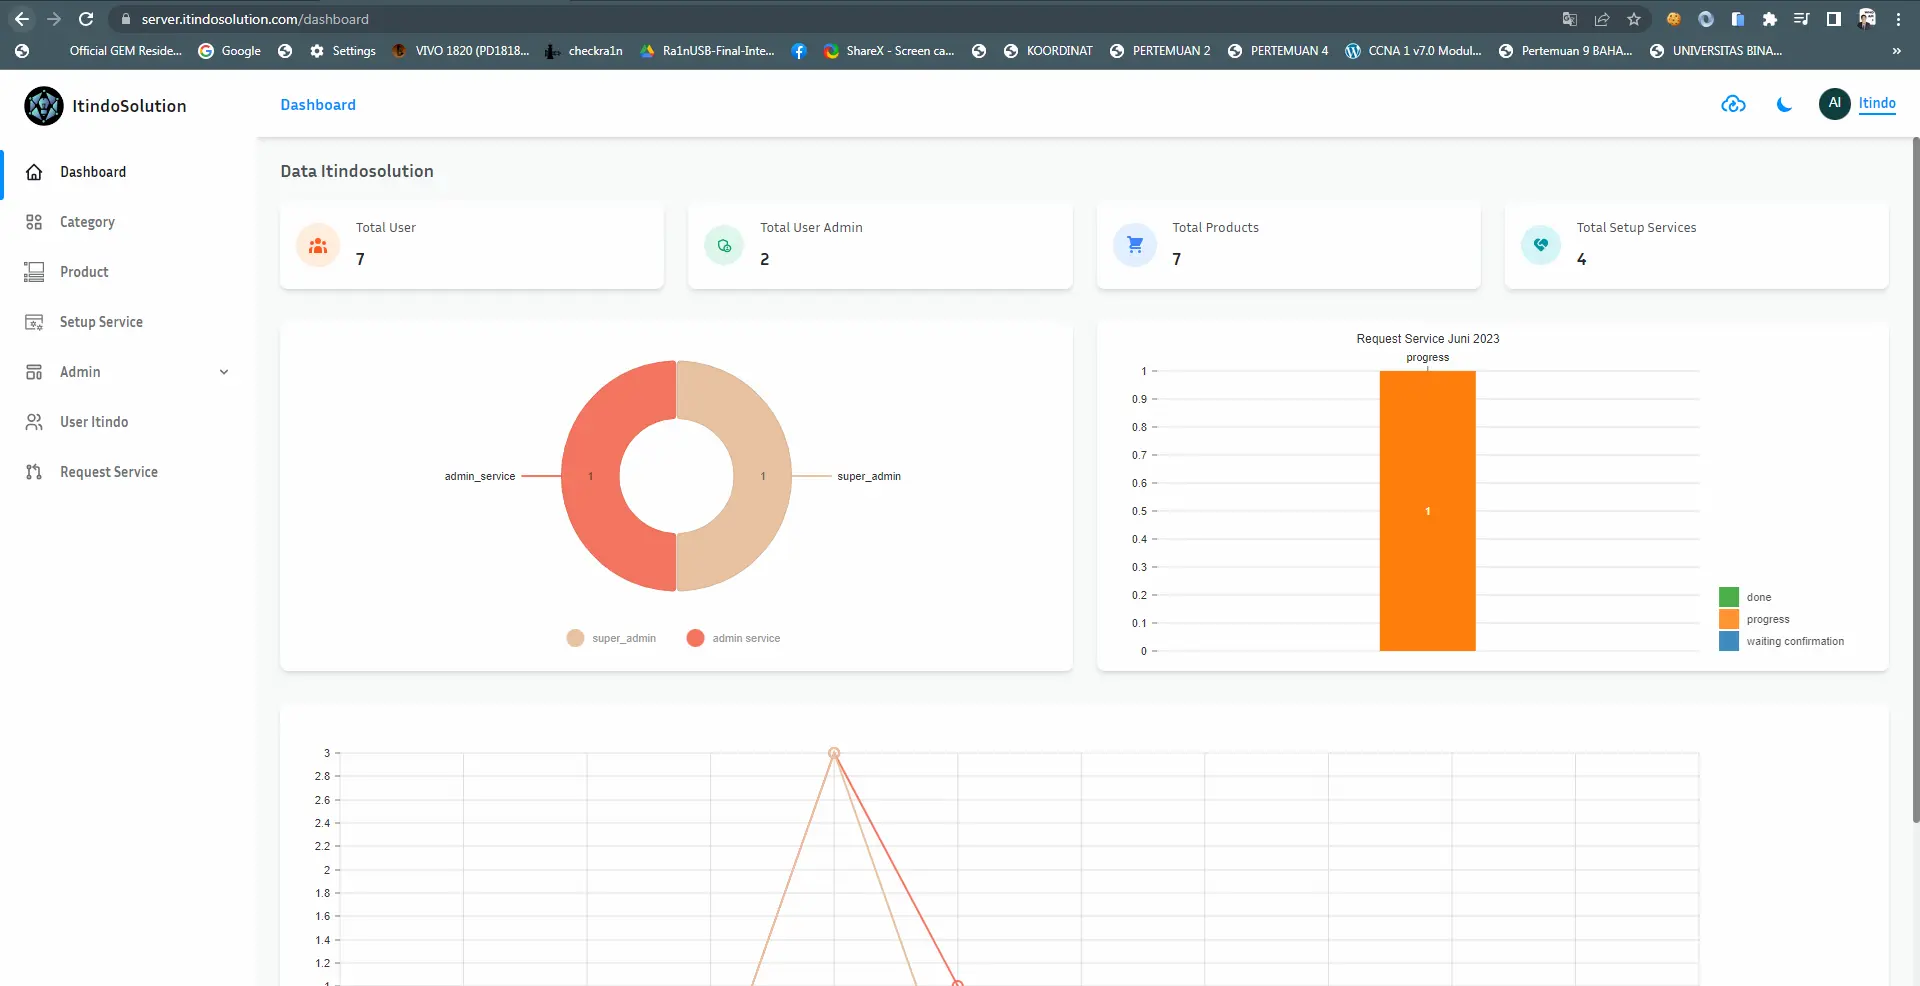 server.itindosolution.com/dashboard
Official GEM Reside...
Google
Settings
VIVO 1820 (PD1818...
checkra1n
Ra1nUSB-Final-Inte...
ShareX - Screen ca...
KOORDINAT
PERTEMUAN 2
PERTEMUAN 4
CCNA 1 v7.0 Modul...
Pertemuan 9 BAHA...
UNIVERSITAS BINA...
»
ItindoSolution
Dashboard
AI
Itindo
Dashboard
Category
Product
Setup Service
Admin
User Itindo
Request Service
Data Itindosolution
Total User
7
Total User Admin
2
Total Products
7
Total Setup Services
4
admin_service
1
1
super_admin
super_admin
admin service
Request Service Juni 2023
progress
1
0.9
0.8
0.7
0.6
0.5
0.4
0.3
0.2
0.1
0
1
done
progress
waiting confirmation
3
2.8
2.6
2.4
2.2
2
1.8
1.6
1.4
1.2
1